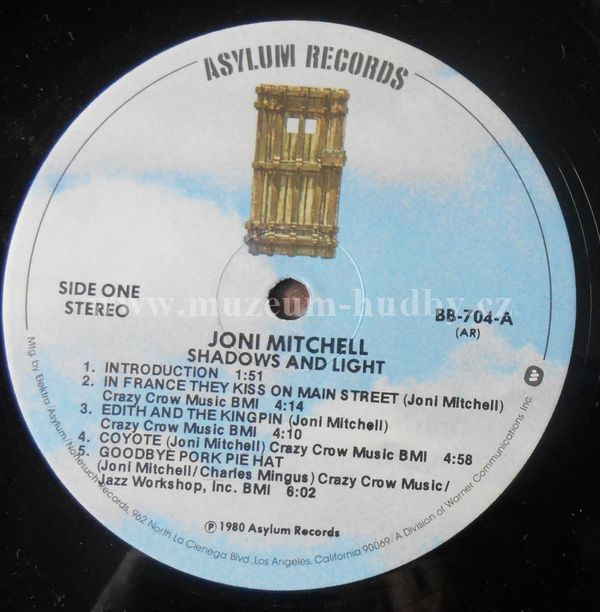 ASYLUM RECORDS
SIDE ONE
STEREO
www.muzeum-hudby.cz
BB-704-A
(AR)
JONI MITCHELL
SHADOWS AND LIGHT
1. INTRODUCTION 1:51
2. IN FRANCE THEY KISS ON MAIN STREET (Joni Mitchell)
Crazy Crow Music BMI 4:14
3. EDITH AND THE KINGPIN (Joni Mitchell)
Crazy Crow Music BMI 4:10
4. COYOTE (Joni Mitchell) Crazy Crow Music BMI 4:58
5. GOODBYE PORK PIE HAT
(Joni Mitchell/Charles Mingus) Crazy Crow Music/
Jazz Workshop, Inc. BMI 6:02
℗ 1980 Asylum Records
Mfg. by Elektra/Asylum/Nonesuch Records, 962 North La Cienega Blvd., Los Angeles, California 90069/A Division of Warner Communications Inc.